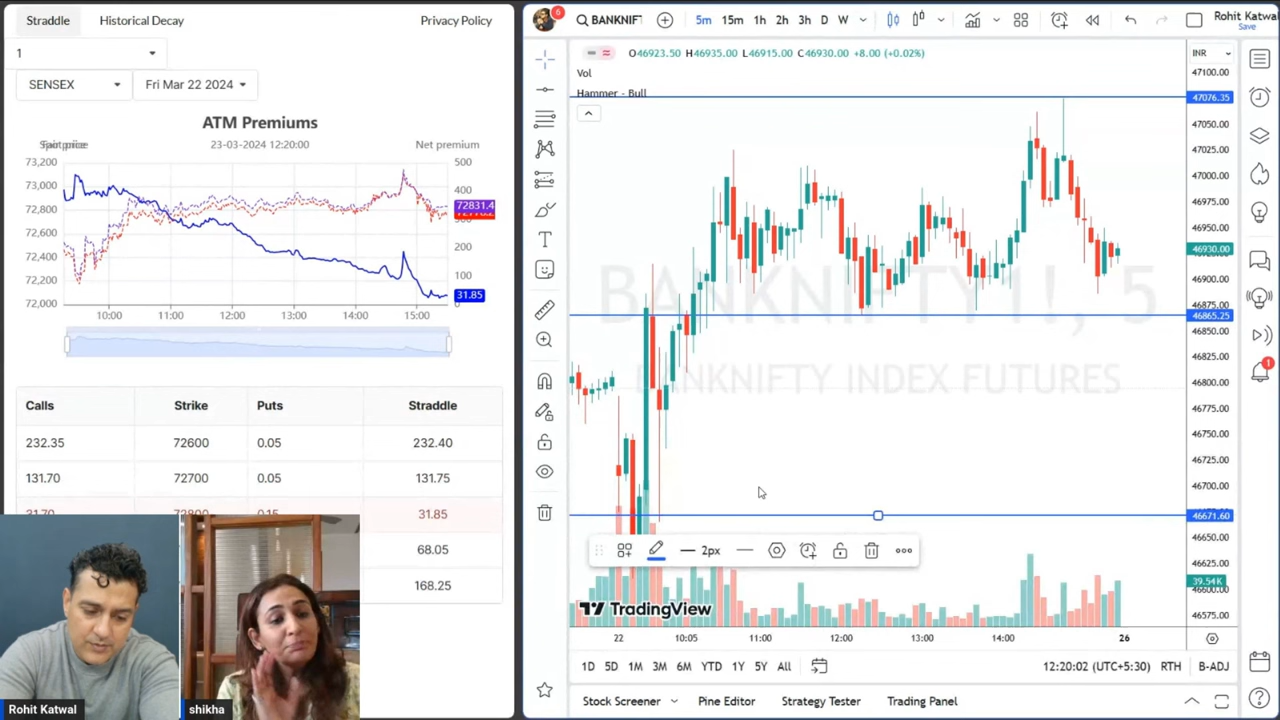 Straddle Historical Decay Privacy Policy
1
SENSEX Fri Mar 22 2024
ATM Premiums
23-03-2024 12:20:00
Net premium
73,200 500
73,000 400
72,800 72831.4
72,600 200
72,400 100
72,000 31.85
10:00 11:00 12:00 13:00 14:00 15:00
Calls Strike Puts Straddle
232.35 72600 0.05 232.40
131.70 72700 0.05 131.75
31.85
68.05
168.25
Rohit Katwal
shikha
6 BANKNIFT 5m 15m 1h 2h 3h D W
Rohit Katwal
Save
O46923.50 H46935.00 L46915.00 C46930.00 +8.00 (+0.02%)
INR
Vol
Hammer - Bull
BANKNIFTY1!, 5
BANKNIFTY INDEX FUTURES
47100.00
47076.35
47050.00
47025.00
47000.00
46975.00
46950.00
46930.00
46900.00
46875.00
46865.25
46850.00
46825.00
46800.00
46775.00
46750.00
46725.00
46700.00
46671.60
46650.00
46625.00
39.54K
46600.00
46575.00
2px
TradingView
22 10:05 11:00 12:00 13:00 14:00 26
1D 5D 1M 3M 6M YTD 1Y 5Y All
12:20:02 (UTC+5:30) RTH B-ADJ
Stock Screener Pine Editor Strategy Tester Trading Panel
1